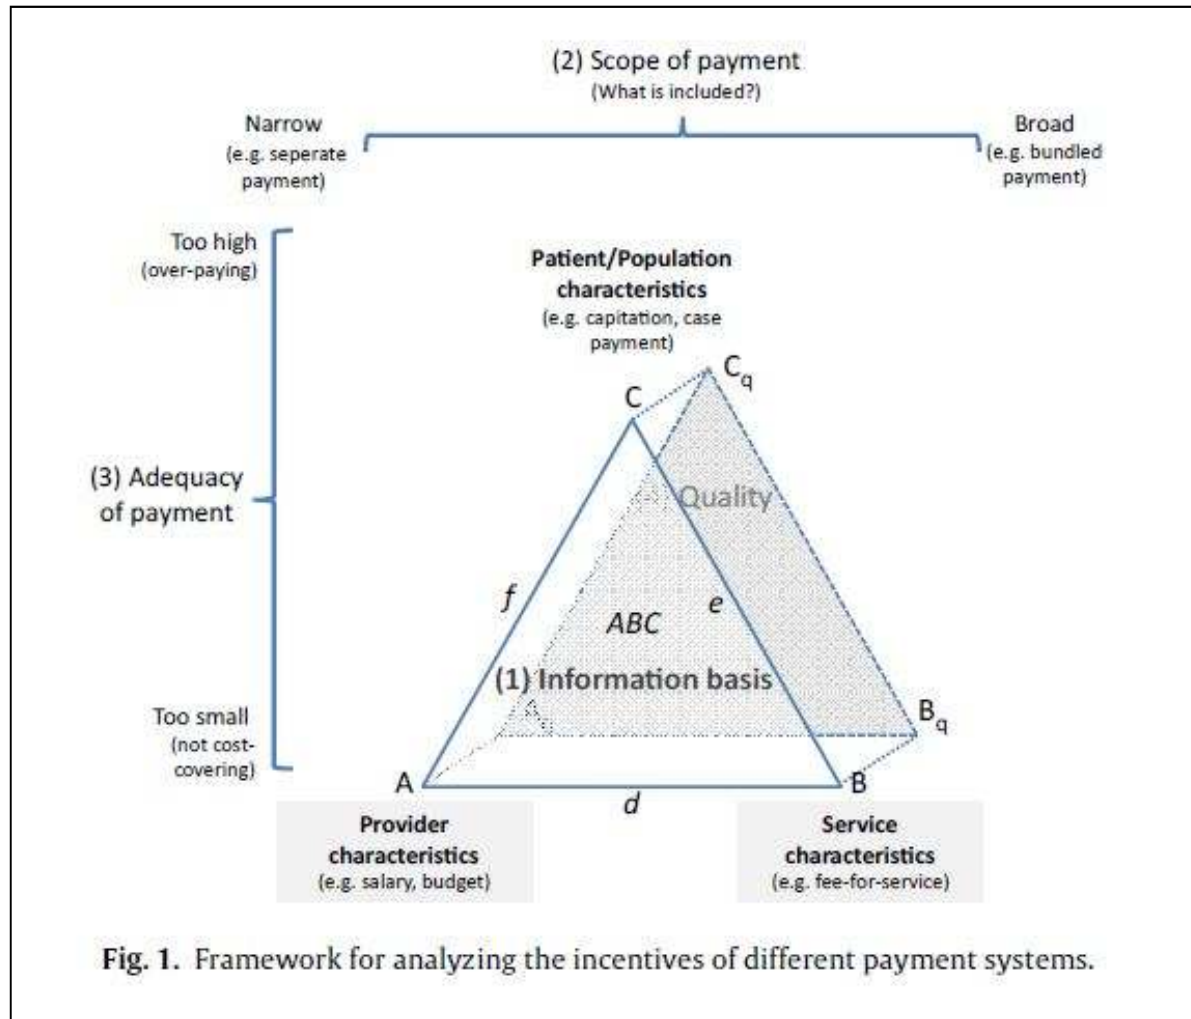 (2) Scope of payment
(What is included?)
Narrow
(e.g. seperate
payment)
Broad
(e.g. bundled
payment)
Too high
(over-paying)
Patient/Population
characteristics
(e.g. capitation, case
payment)
C
Cq
(3) Adequacy
of payment
Quality
f
e
ABC
(1) Information basis
Too small
(not cost-
covering)
Bq
A
B
d
Provider
characteristics
(e.g. salary, budget)
Service
characteristics
(e.g. fee-for-service)
Fig. 1. Framework for analyzing the incentives of different payment systems.